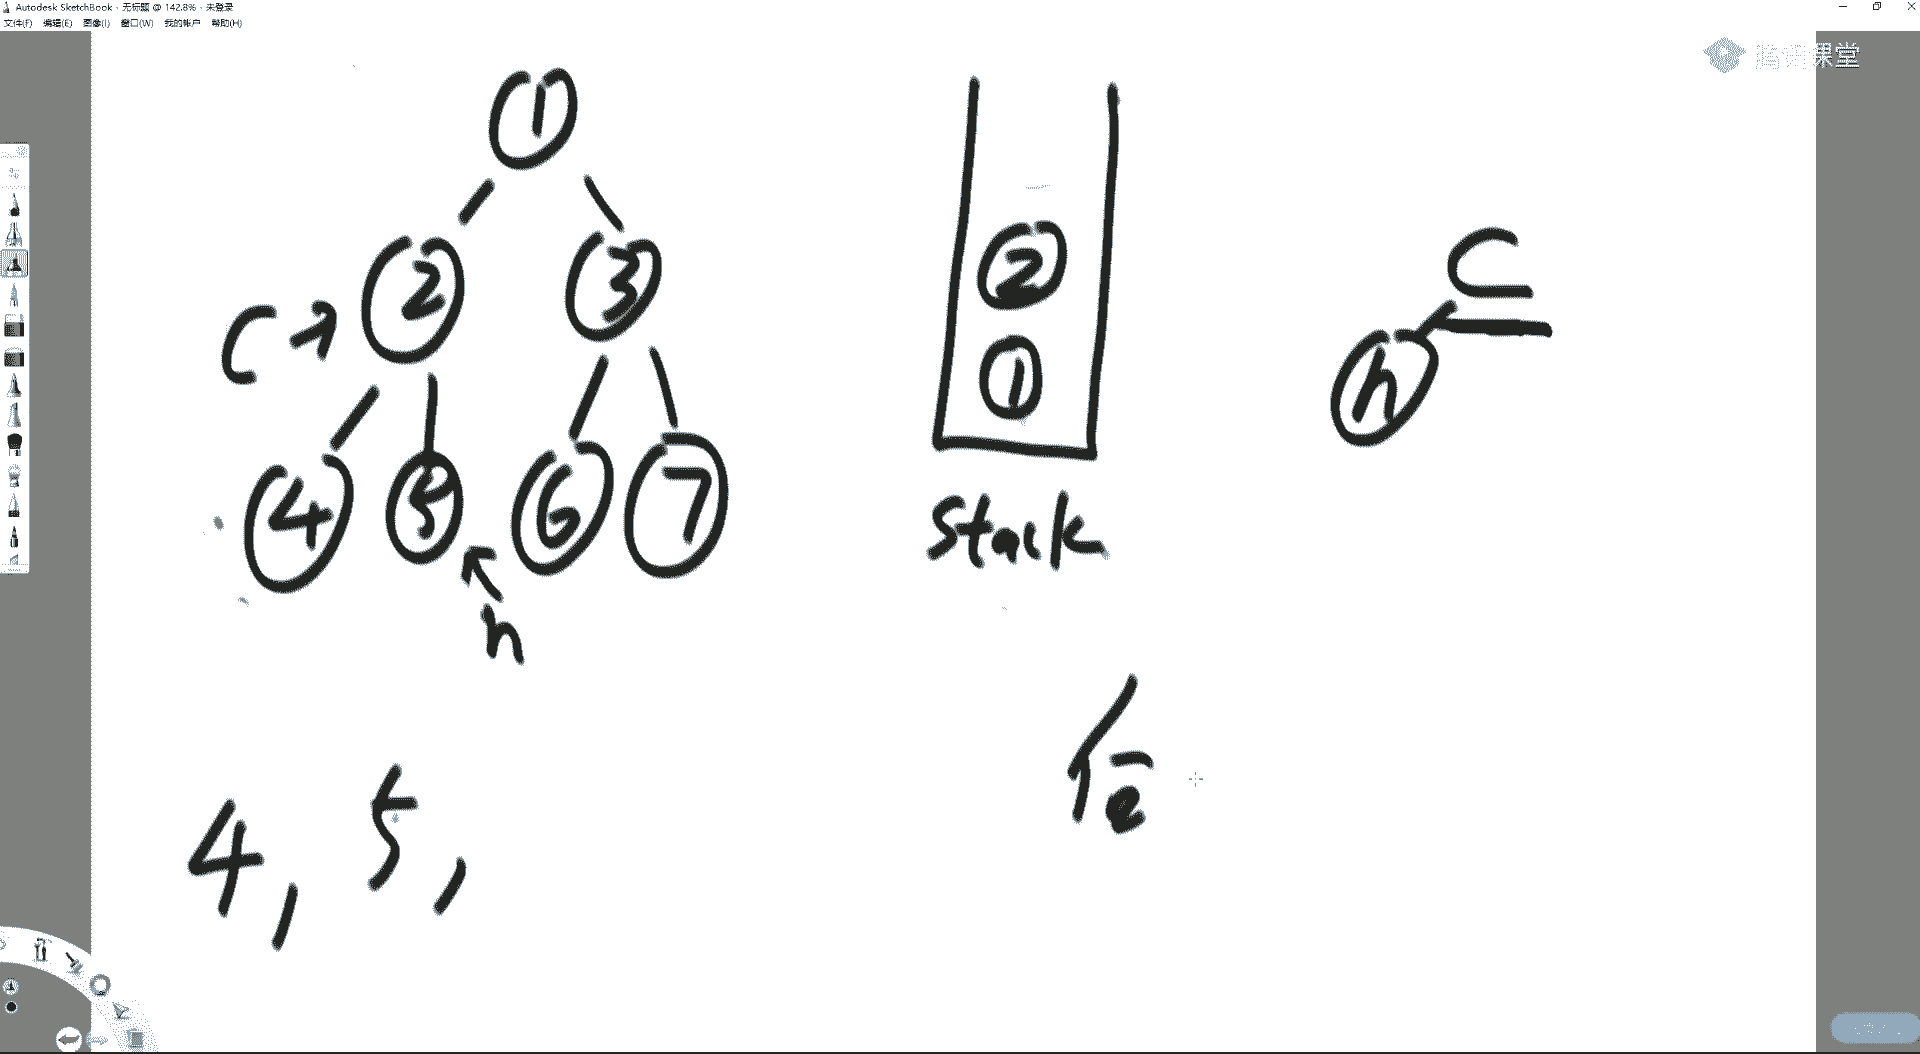 Autodesk SketchBook - 无标题 @ 142.8% - 未登录
文件(F) 编辑(E) 图像(I) 窗口(W) 我的帐户 帮助(H)
腾讯课堂
1
2 3
C
4 5 6 7
h
2
1
Stack
C
h
4, 5,